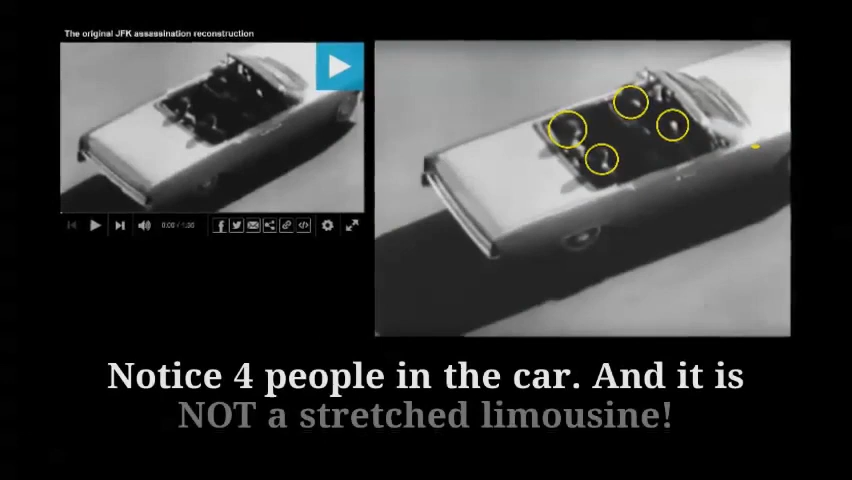 The original JFK assassination reconstruction
0:00 / 1:00
Notice 4 people in the car. And it is
NOT a stretched limousine!